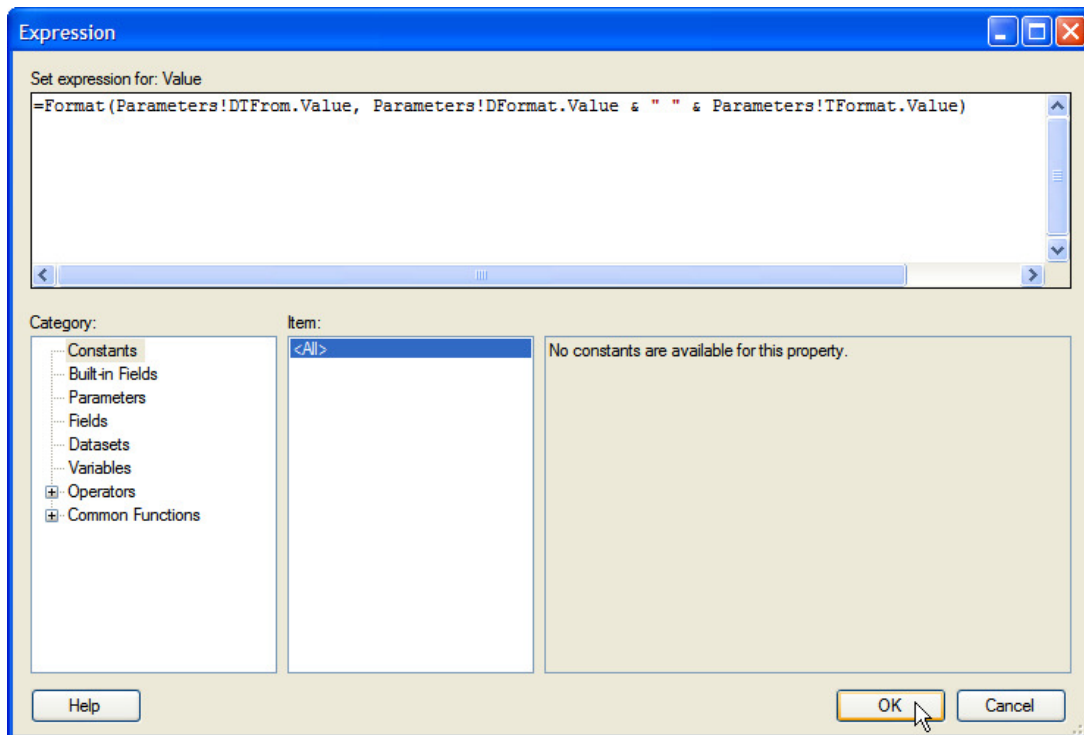 Expression
Set expression for: Value
=Format(Parameters!DTFrom.Value, Parameters!DFormat.Value & " " & Parameters!TFormat.Value)
Category:
Item:
Constants
Built-in Fields
Parameters
Fields
Datasets
Variables
Operators
Common Functions
<All>
No constants are available for this property.
Help
OK
Cancel